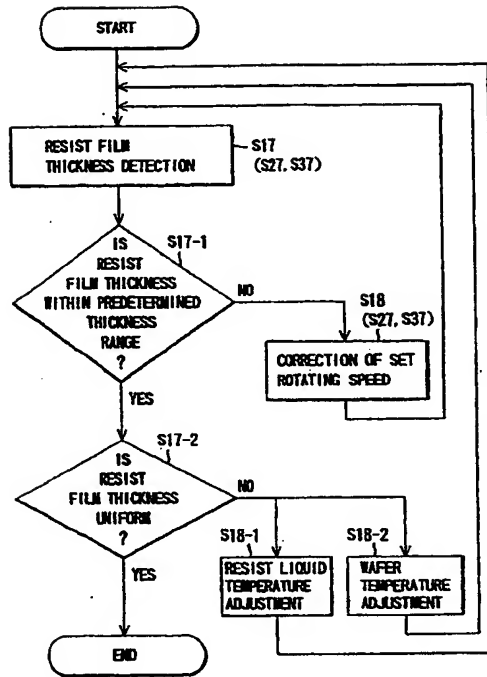 START
RESIST FILM
THICKNESS DETECTION
S17
(S27, S37)
S17-1
IS
RESIST
FILM THICKNESS
WITHIN PREDETERMINED
THICKNESS
RANGE
?
NO
S18
(S27, S37)
CORRECTION OF SET
ROTATING SPEED
YES
S17-2
IS
RESIST
FILM THICKNESS
UNIFORM
?
NO
S18-1
RESIST LIQUID
TEMPERATURE
ADJUSTMENT
S18-2
WAFER
TEMPERATURE
ADJUSTMENT
YES
END